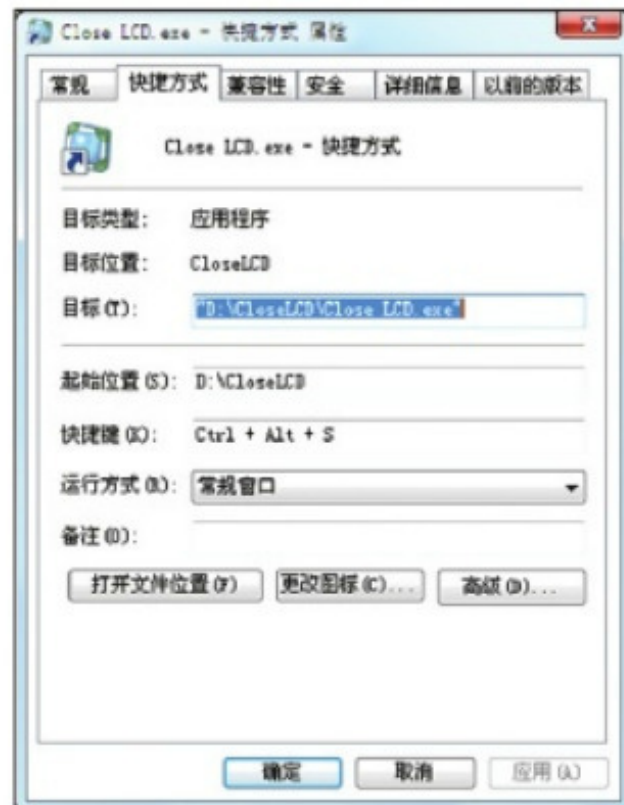 Close LCD.exe - 快捷方式 属性
常规 快捷方式 兼容性 安全 详细信息 以前的版本
Close LCD.exe - 快捷方式
目标类型: 应用程序
目标位置: CloseLCD
目标(T): "D:\CloseLCD\Close LCD.exe"
起始位置(S): D:\CloseLCD
快捷键(K): Ctrl + Alt + S
运行方式(R): 常规窗口
备注(O):
打开文件位置(F) 更改图标(C)... 高级(D)...
确定 取消 应用(A)